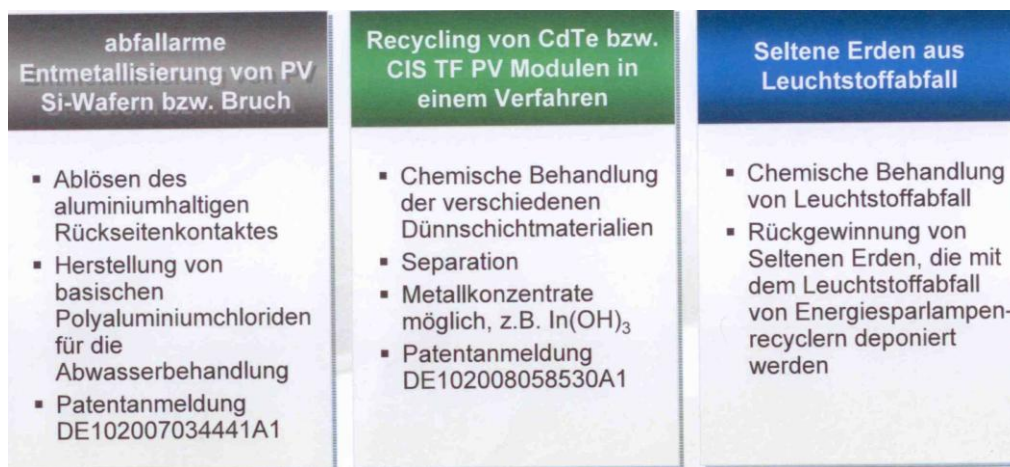 abfallarme
Entmetallisierung von PV
Si-Wafern bzw. Bruch
▪ Ablösen des
aluminiumhaltigen
Rückseitenkontaktes
▪ Herstellung von
basischen
Polyaluminiumchloriden
für die
Abwasserbehandlung
▪ Patentanmeldung
DE102007034441A1
Recycling von CdTe bzw.
CIS TF PV Modulen in
einem Verfahren
▪ Chemische Behandlung
der verschiedenen
Dünnschichtmaterialien
▪ Separation
▪ Metallkonzentrate
möglich, z.B. In(OH)₃
▪ Patentanmeldung
DE102008058530A1
Seltene Erden aus
Leuchtstoffabfall
▪ Chemische Behandlung
von Leuchtstoffabfall
▪ Rückgewinnung von
Seltenen Erden, die mit
dem Leuchtstoffabfall
von Energiesparlampen-
recyclern deponiert
werden